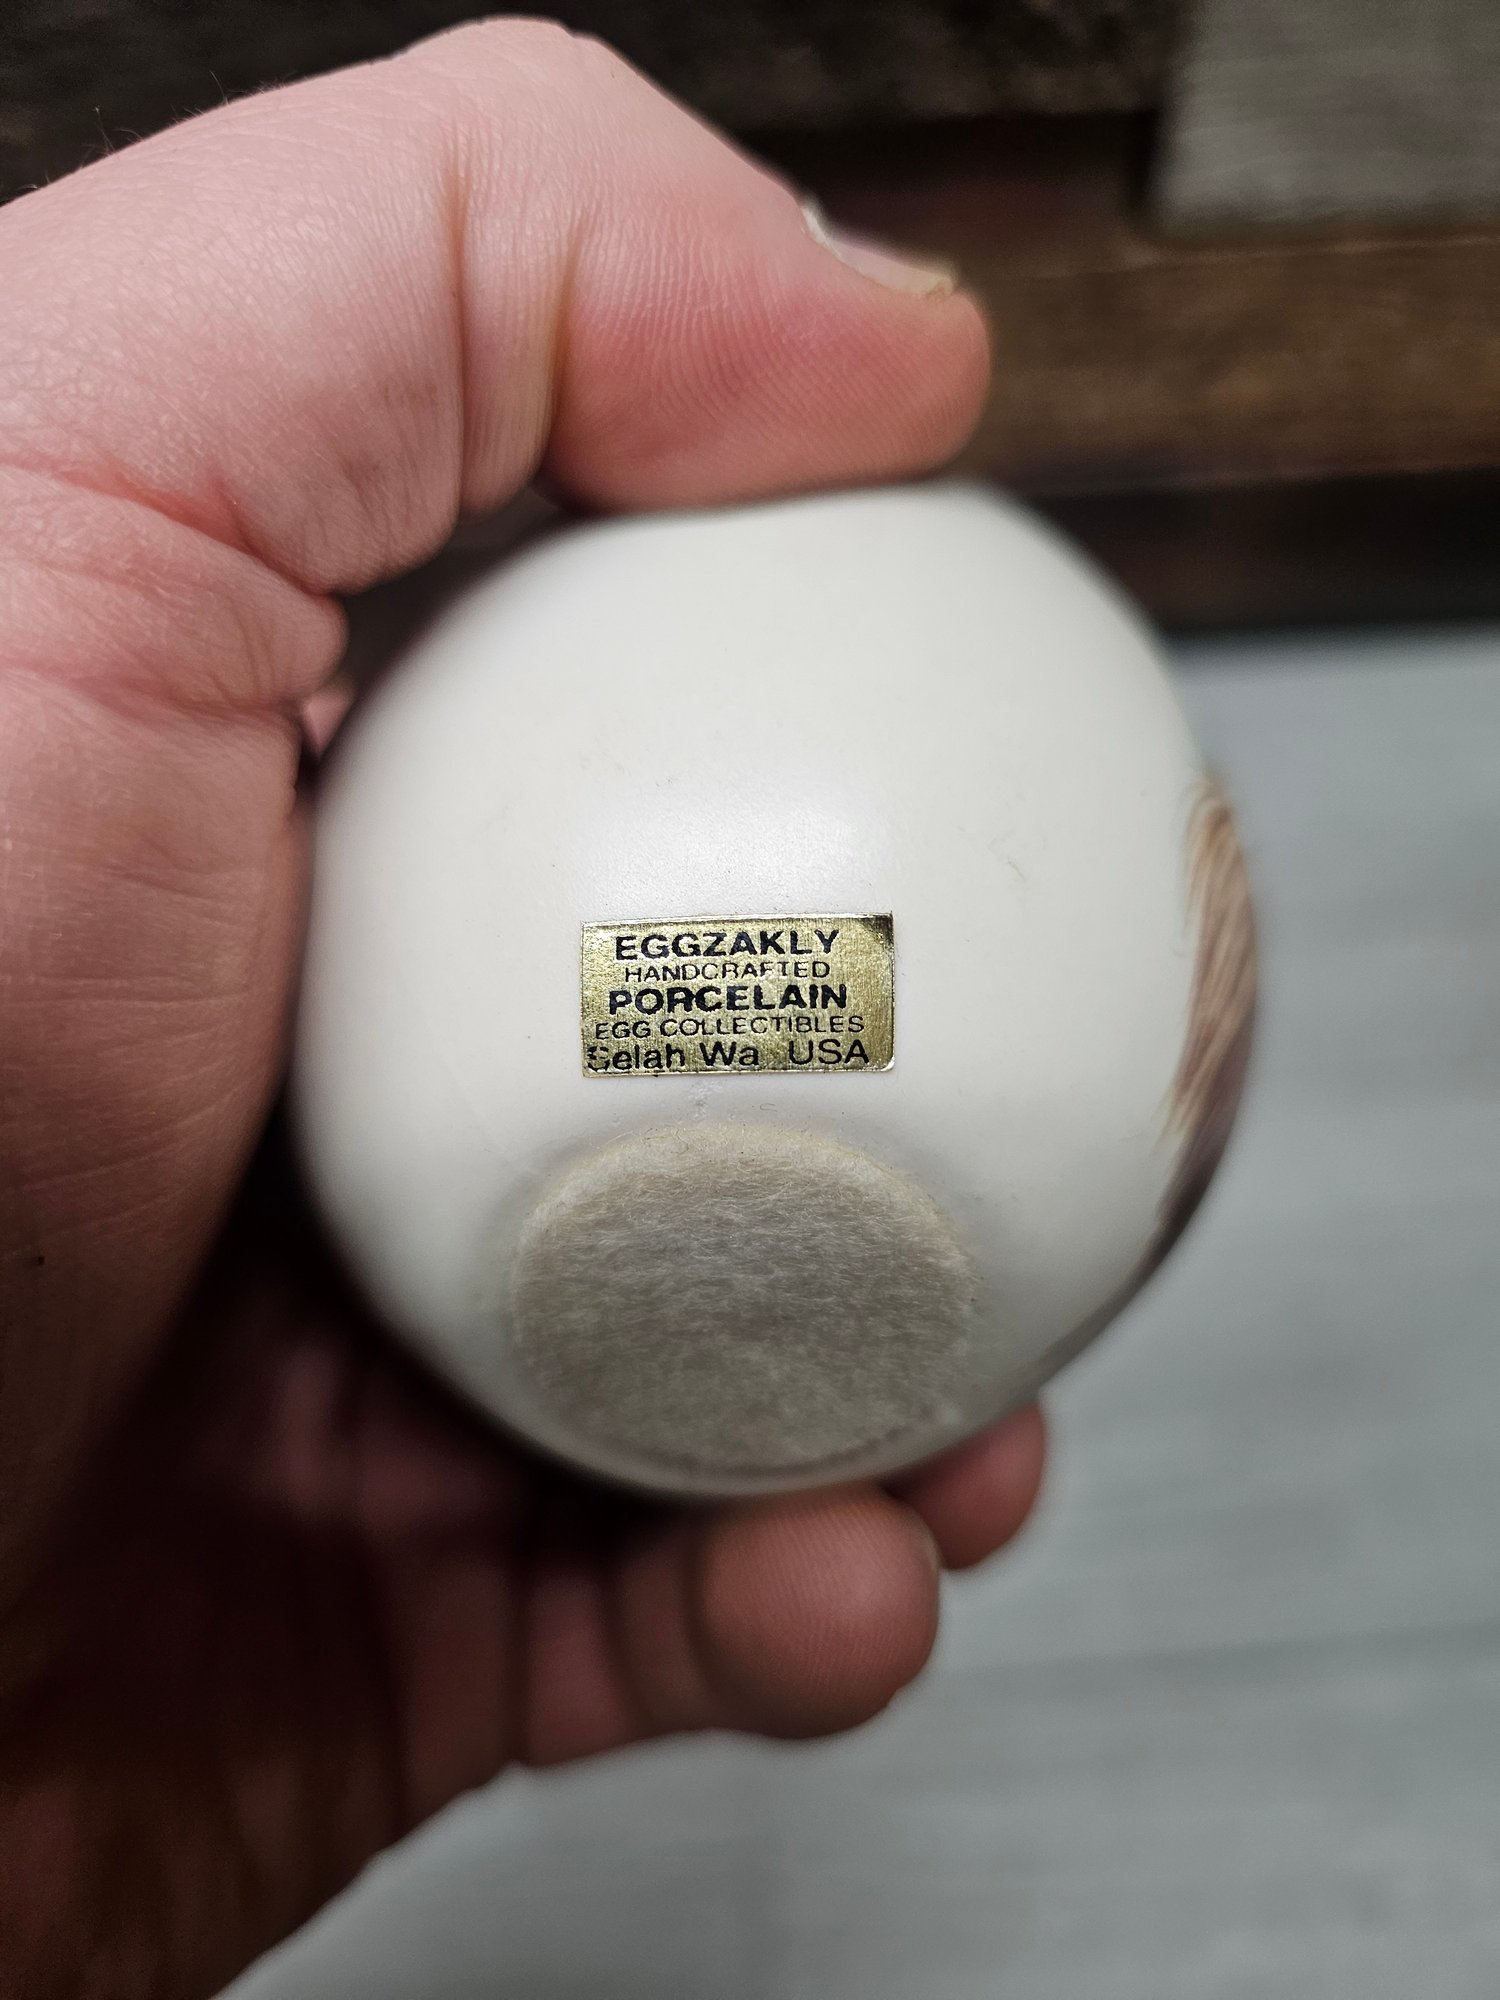 EGGZAKLY
HANDCRAFTED
PORCELAIN
EGG COLLECTIBLES
Selah Wa USA